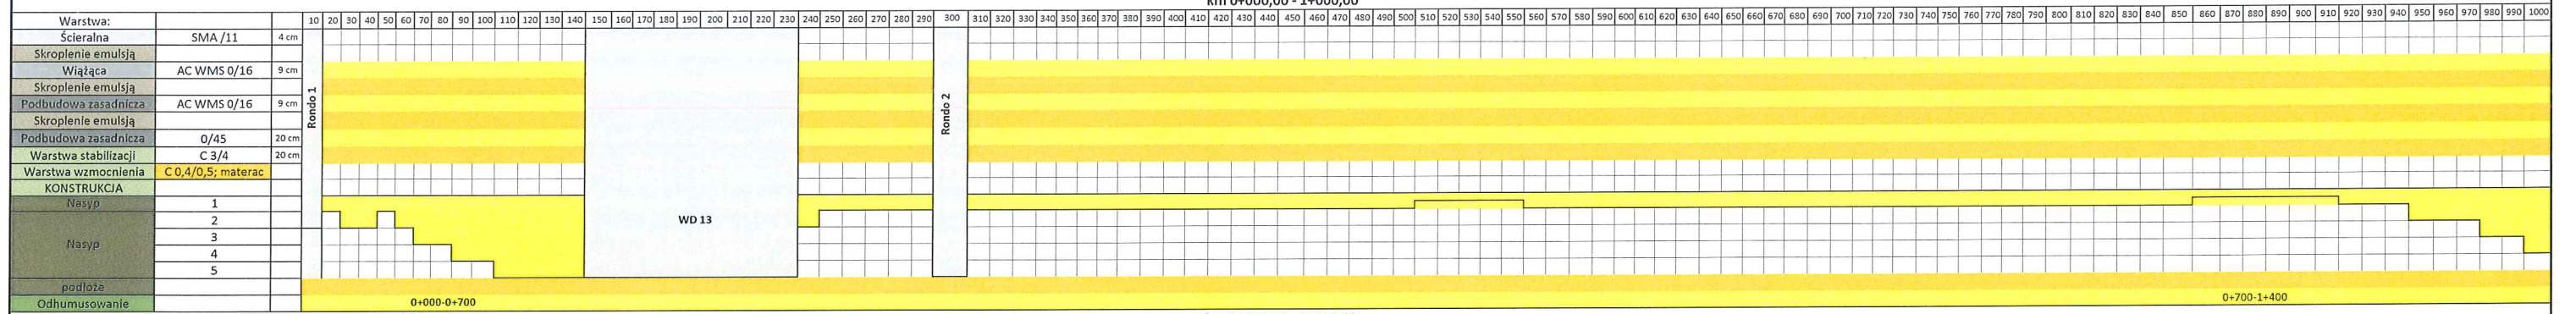 km 0+000,00 - 1+000,00
Warstwa: 10 20 30 40 50 60 70 80 90 100 110 120 130 140 150 160 170 180 190 200 210 220 230 240 250 260 270 280 290 300 310 320 330 340 350 360 370 380 390 400 410 420 430 440 450 460 470 480 490 500 510 520 530 540 550 560 570 580 590 600 610 620 630 640 650 660 670 680 690 700 710 720 730 740 750 760 770 780 790 800 810 820 830 840 850 860 870 880 890 900 910 920 930 940 950 960 970 980 990 1000
Ścieralna SMA /11 4 cm
Skroplenie emulsją
Wiążąca AC WMS 0/16 9 cm
Skroplenie emulsją
Podbudowa zasadnicza AC WMS 0/16 9 cm
Skroplenie emulsją
Podbudowa zasadnicza 0/45 20 cm
Warstwa stabilizacji C 3/4 20 cm
Warstwa wzmocnienia C 0,4/0,5; materac
KONSTRUKCJA
Rondo 1
Rondo 2
Nasyp 1
2
WD 13
3
Nasyp
4
5
podłoże
Odhumusowanie 0+000-0+700 0+700-1+400